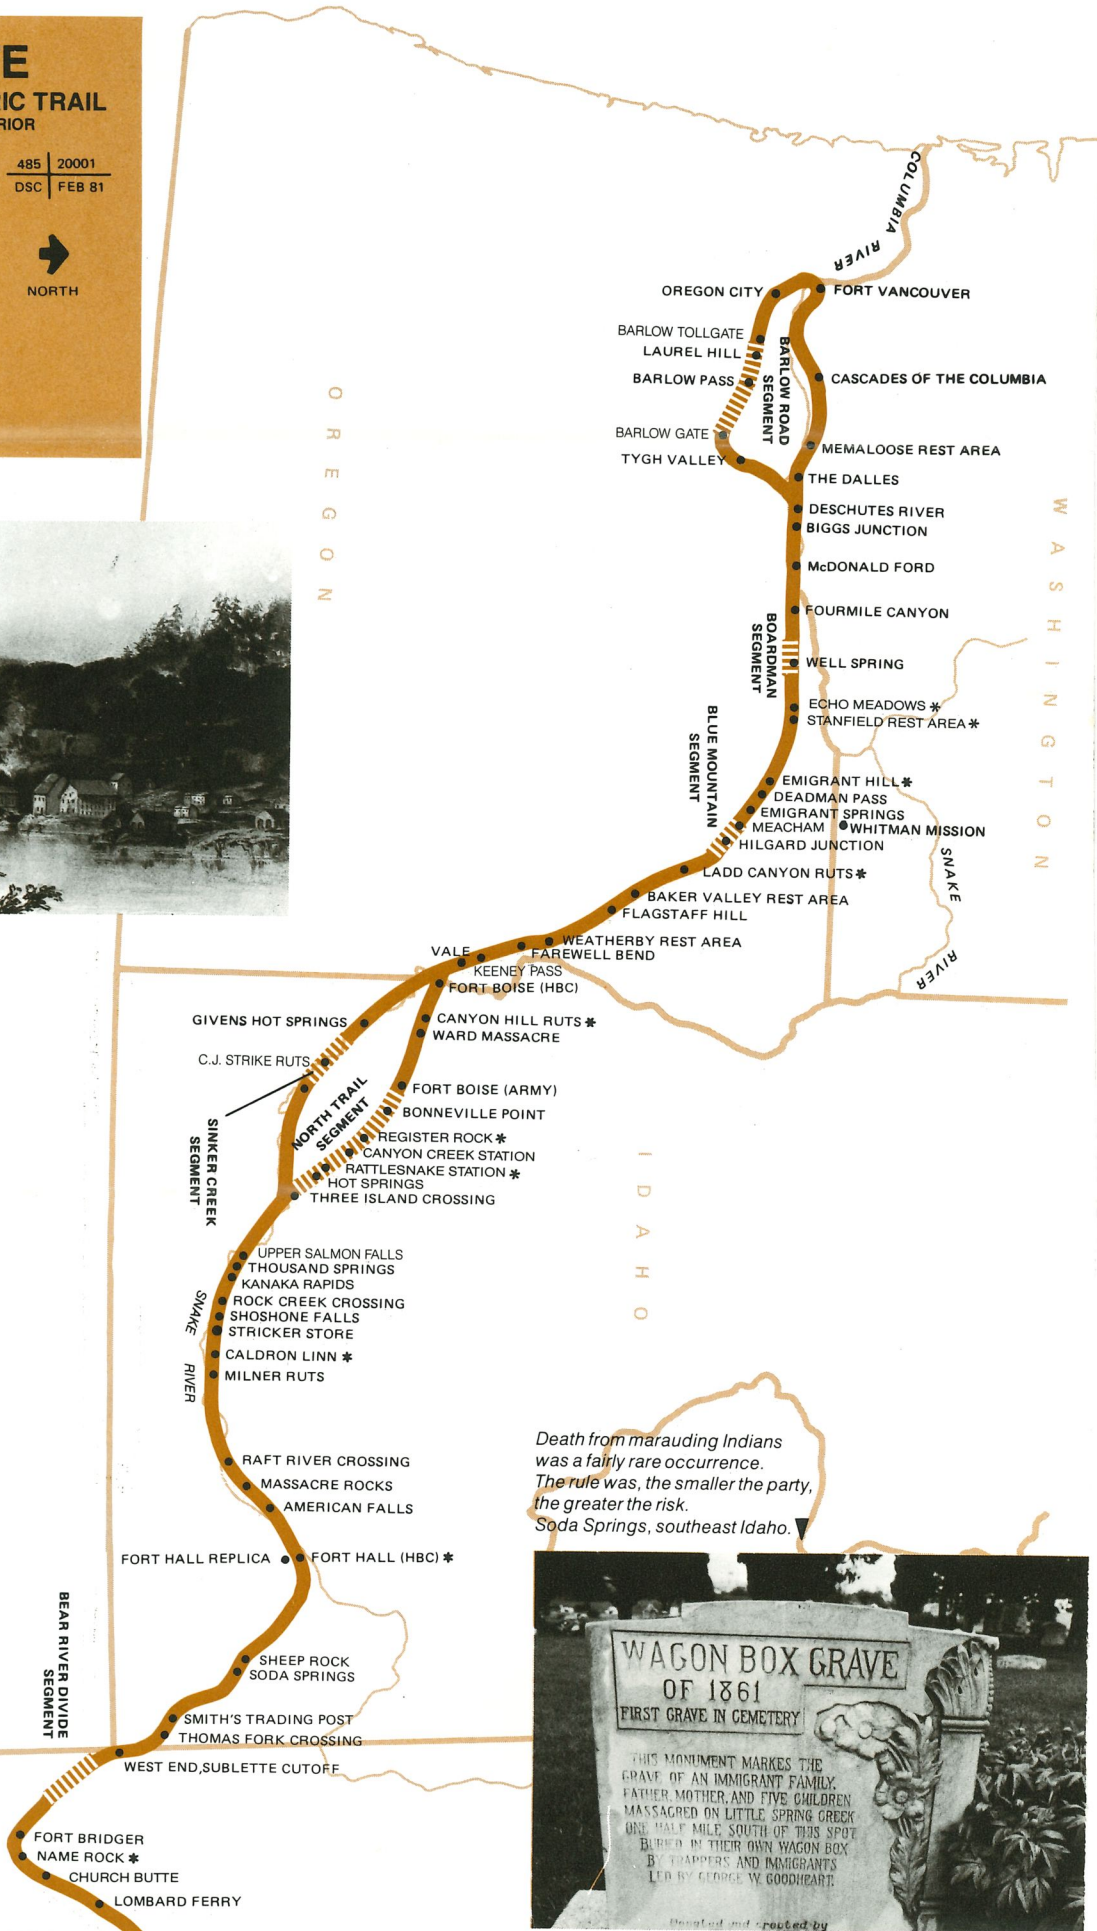 E
RIC TRAIL
RIOR
485 20001
DSC FEB 81
NORTH
COLUMBIA RIVER
OREGON CITY
FORT VANCOUVER
BARLOW TOLLGATE
LAUREL HILL
BARLOW PASS
BARLOW ROAD
SEGMENT
CASCADES OF THE COLUMBIA
BARLOW GATE
TYGH VALLEY
MEMALOOSE REST AREA
THE DALLES
DESCHUTES RIVER
BIGGS JUNCTION
McDONALD FORD
FOURMILE CANYON
OREGON
WASHINGTON
BOARDMAN
SEGMENT
WELL SPRING
ECHO MEADOWS *
STANFIELD REST AREA *
BLUE MOUNTAIN
SEGMENT
EMIGRANT HILL *
DEADMAN PASS
EMIGRANT SPRINGS
MEACHAM
WHITMAN MISSION
HILGARD JUNCTION
SNAKE RIVER
LADD CANYON RUTS *
BAKER VALLEY REST AREA
FLAGSTAFF HILL
WEATHERBY REST AREA
FAREWELL BEND
VALE
KEENEY PASS
FORT BOISE (HBC)
GIVENS HOT SPRINGS
CANYON HILL RUTS *
WARD MASSACRE
C.J. STRIKE RUTS
SINKER CREEK
SEGMENT
NORTH TRAIL
SEGMENT
FORT BOISE (ARMY)
BONNEVILLE POINT
REGISTER ROCK *
CANYON CREEK STATION
RATTLESNAKE STATION *
HOT SPRINGS
THREE ISLAND CROSSING
IDAHO
UPPER SALMON FALLS
THOUSAND SPRINGS
KANAKA RAPIDS
ROCK CREEK CROSSING
SHOSHONE FALLS
STRICKER STORE
CALDRON LINN *
MILNER RUTS
SNAKE RIVER
RAFT RIVER CROSSING
MASSACRE ROCKS
AMERICAN FALLS
FORT HALL REPLICA
FORT HALL (HBC) *
BEAR RIVER DIVIDE
SEGMENT
SHEEP ROCK
SODA SPRINGS
SMITH'S TRADING POST
THOMAS FORK CROSSING
WEST END, SUBLETTE CUTOFF
FORT BRIDGER
NAME ROCK *
CHURCH BUTTE
LOMBARD FERRY
Death from marauding Indians
was a fairly rare occurrence.
The rule was, the smaller the party,
the greater the risk.
Soda Springs, southeast Idaho.
WAGON BOX GRAVE
OF 1861
FIRST GRAVE IN CEMETERY
THIS MONUMENT MARKES THE
GRAVE OF AN IMMIGRANT FAMILY.
FATHER, MOTHER, AND FIVE CHILDREN
MASSACRED ON LITTLE SPRING CREEK
ONE HALF MILE SOUTH OF THIS SPOT
BURIED IN THEIR OWN WAGON BOX
BY TRAPPERS AND IMMIGRANTS
LED BY GEORGE W. GOODHEART.
Donated and erected by